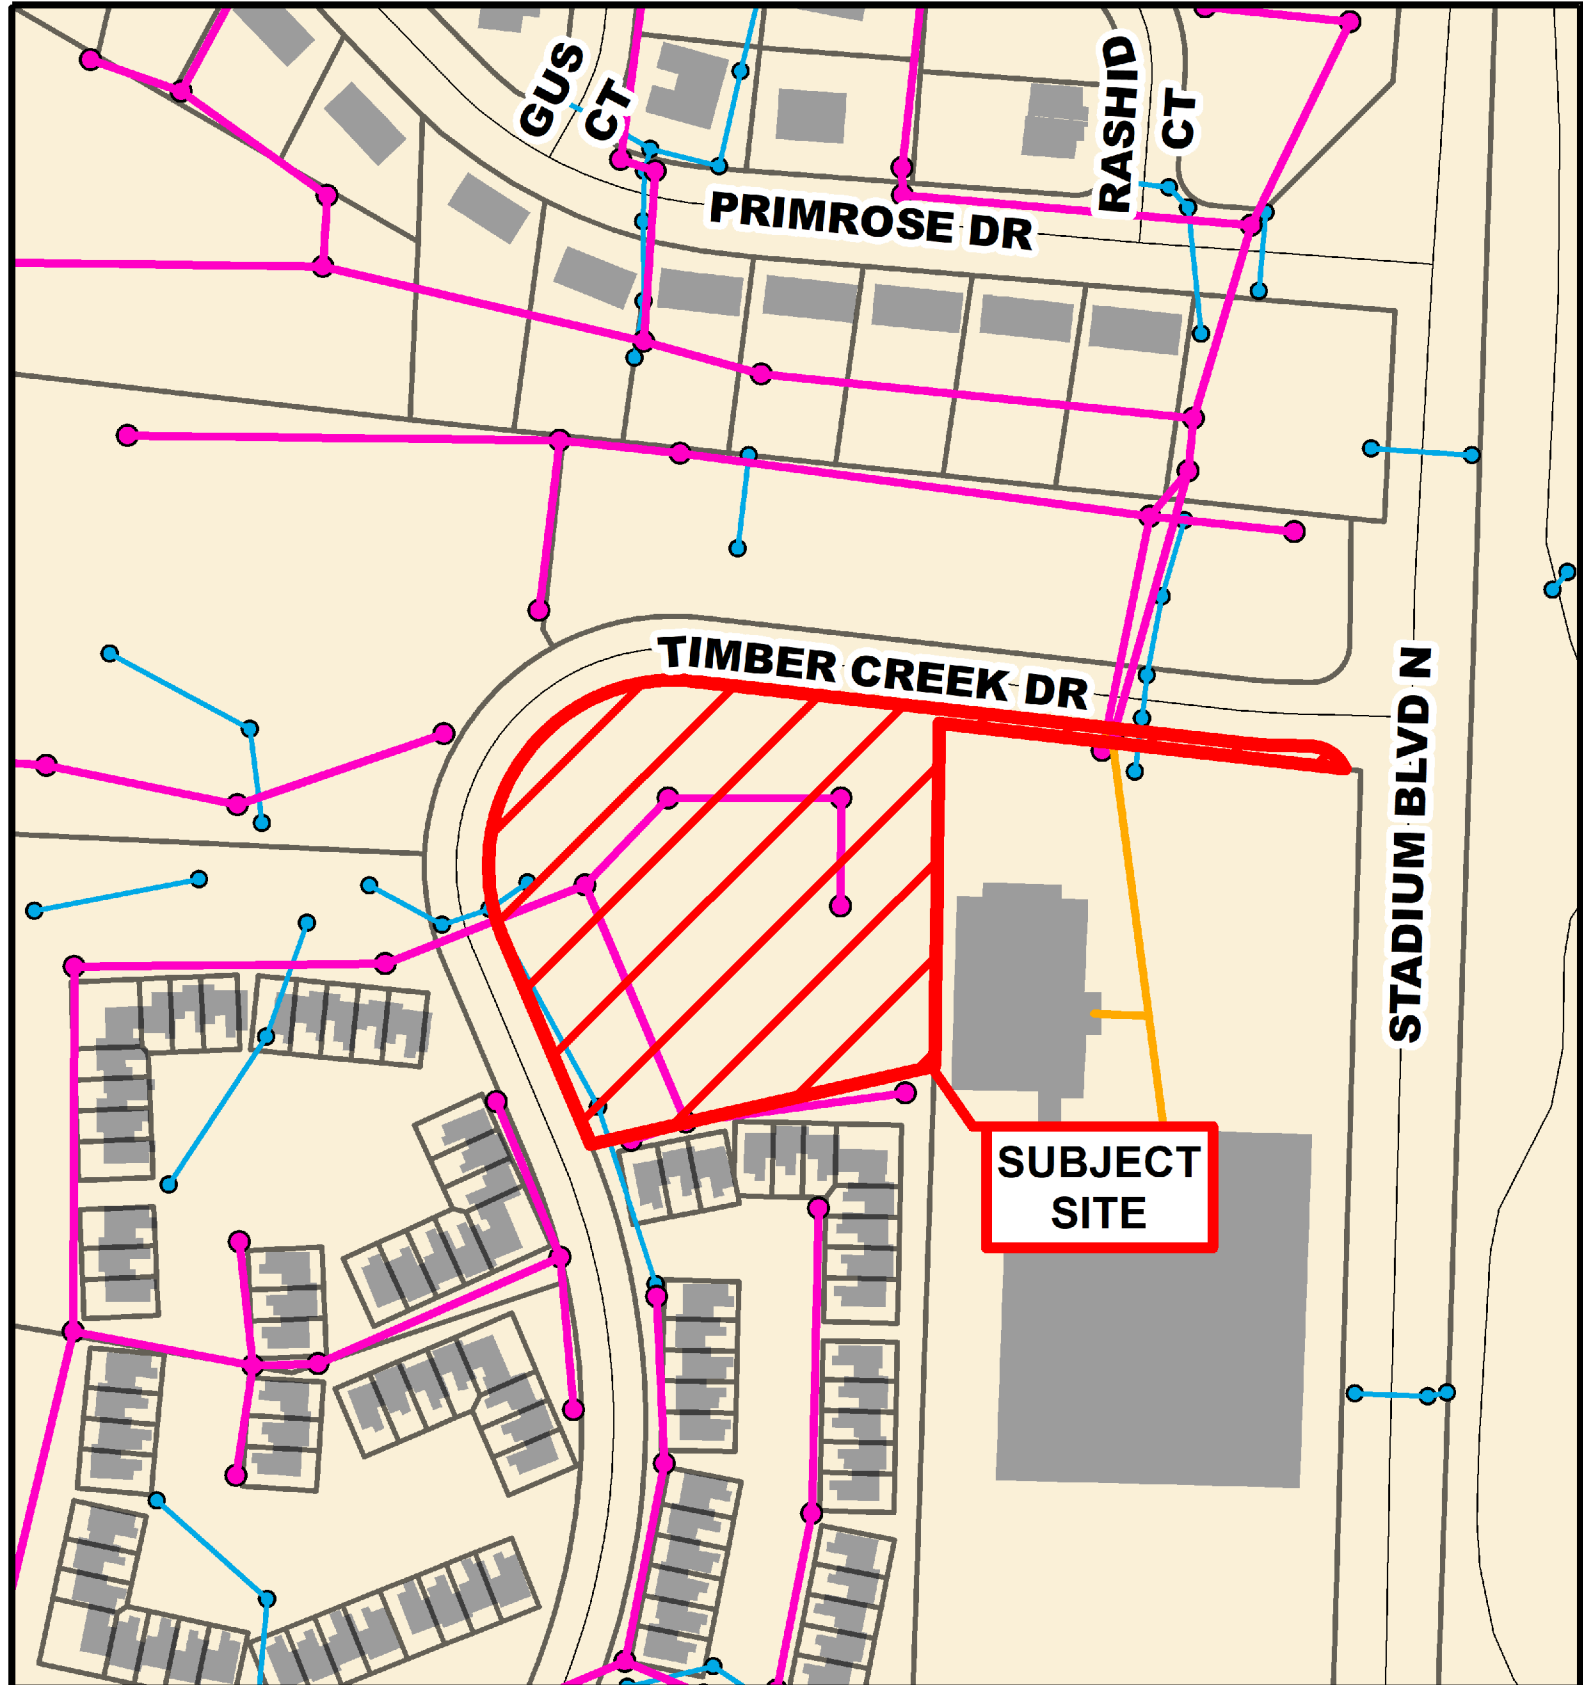 GUS
CT
RASHID
CT
PRIMROSE DR
TIMBER CREEK DR
STADIUM BLVD N
SUBJECT
SITE